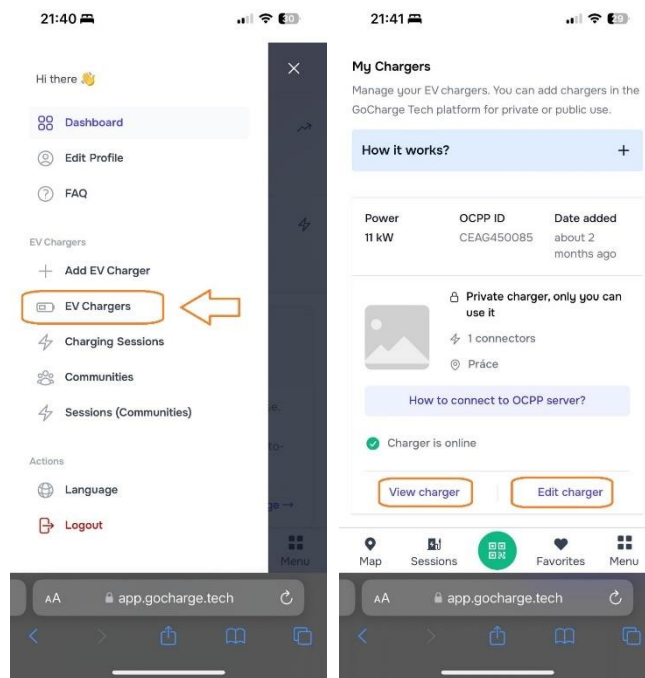 21:40
30
Hi there 👋
Dashboard
Edit Profile
FAQ
EV Chargers
Add EV Charger
EV Chargers
Charging Sessions
Communities
Sessions (Communities)
Actions
Language
Logout
e.
to-
ge →
Menu
AA app.gocharge.tech
21:41
29
My Chargers
Manage your EV chargers. You can add chargers in the
GoCharge Tech platform for private or public use.
How it works? +
Power OCPP ID Date added
11 kW CEAG450085 about 2
months ago
Private charger, only you can
use it
1 connectors
Práce
How to connect to OCPP server?
Charger is online
View charger Edit charger
Map Sessions Favorites Menu
AA app.gocharge.tech